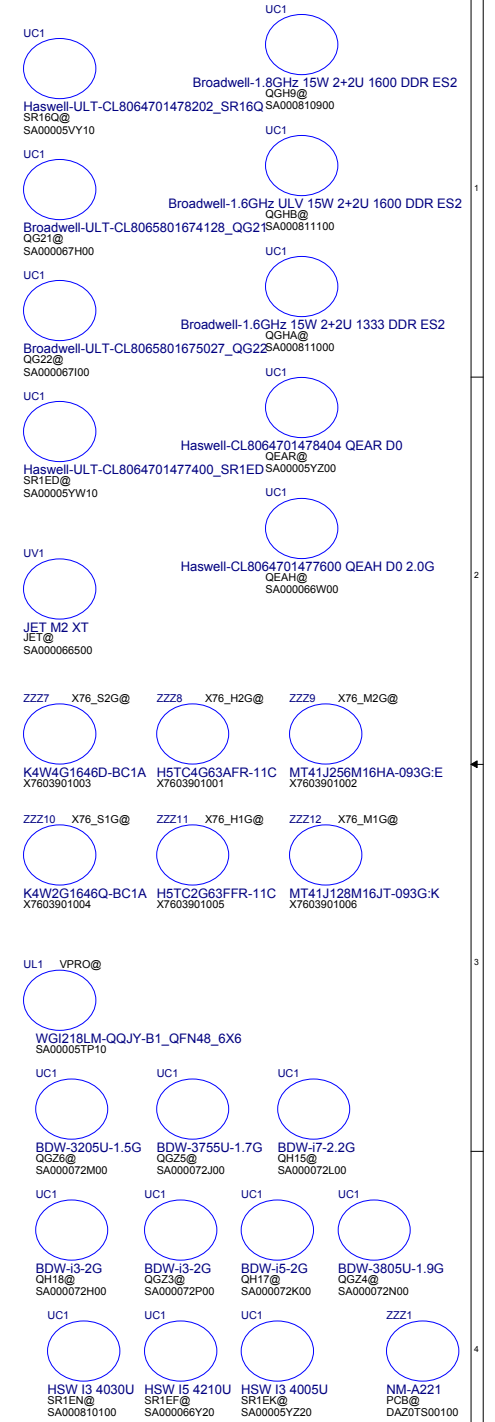 UC1
Haswell-ULT-CL8064701478202_SR16Q
SR16Q@
SA00005VY10
UC1
Broadwell-1.8GHz 15W 2+2U 1600 DDR ES2
QGH9@
SA000810900
UC1
Broadwell-ULT-CL8065801674128_QG21
QG21@
SA000067H00
UC1
Broadwell-1.6GHz ULV 15W 2+2U 1600 DDR ES2
QGHB@
SA000811100
1
UC1
Broadwell-ULT-CL8065801675027_QG22
QG22@
SA000067I00
UC1
Broadwell-1.6GHz 15W 2+2U 1333 DDR ES2
QGHA@
SA000811000
UC1
Haswell-ULT-CL8064701477400_SR1ED
SR1ED@
SA00005YW10
UC1
Haswell-CL8064701478404 QEAR D0
QEAR@
SA00005YZ00
UV1
JET M2 XT
JET@
SA000066500
UC1
Haswell-CL8064701477600 QEAH D0 2.0G
QEAH@
SA000066W00
2
ZZZ7 X76_S2G@
K4W4G1646D-BC1A
X7603901003
ZZZ8 X76_H2G@
H5TC4G63AFR-11C
X7603901001
ZZZ9 X76_M2G@
MT41J256M16HA-093G:E
X7603901002
ZZZ10 X76_S1G@
K4W2G1646Q-BC1A
X7603901004
ZZZ11 X76_H1G@
H5TC2G63FFR-11C
X7603901005
ZZZ12 X76_M1G@
MT41J128M16JT-093G:K
X7603901006
3
UL1 VPRO@
WGI218LM-QQJY-B1_QFN48_6X6
SA00005TP10
UC1
BDW-3205U-1.5G
QGZ6@
SA000072M00
UC1
BDW-3755U-1.7G
QGZ5@
SA000072J00
UC1
BDW-i7-2.2G
QH15@
SA000072L00
UC1
BDW-i3-2G
QH18@
SA000072H00
UC1
BDW-i3-2G
QGZ3@
SA000072P00
UC1
BDW-i5-2G
QH17@
SA000072K00
UC1
BDW-3805U-1.9G
QGZ4@
SA000072N00
UC1
HSW I3 4030U
SR1EN@
SA000810100
UC1
HSW I5 4210U
SR1EF@
SA000066Y20
UC1
HSW I3 4005U
SR1EK@
SA00005YZ20
ZZZ1
NM-A221
PCB@
DAZ0TS00100
4